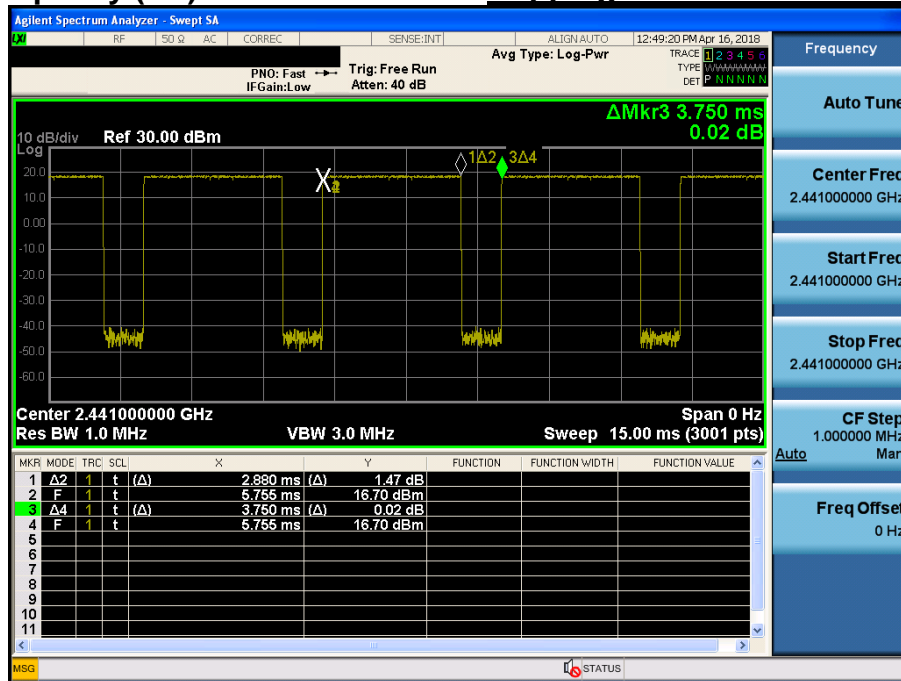 Agilent Spectrum Analyzer - Swept SA
LXI RF 50 Ω AC CORREC SENSE:INT ALIGN AUTO 12:49:20 PM Apr 16, 2018
Avg Type: Log-Pwr TRACE 1 2 3 4 5 6
PNO: Fast Trig: Free Run TYPE WWWWWWW
IFGain:Low Atten: 40 dB DET P N N N N N
ΔMkr3 3.750 ms
10 dB/div Ref 30.00 dBm 0.02 dB
Log
1Δ2 3Δ4
20.0
10.0
0.00
-10.0
-20.0
-30.0
-40.0
-50.0
-60.0
Center 2.441000000 GHz Span 0 Hz
Res BW 1.0 MHz VBW 3.0 MHz Sweep 15.00 ms (3001 pts)
MKR MODE TRC SCL X Y FUNCTION FUNCTION WIDTH FUNCTION VALUE
1 Δ2 1 t (Δ) 2.880 ms (Δ) 1.47 dB
2 F 1 t 5.755 ms 16.70 dBm
3 Δ4 1 t (Δ) 3.750 ms (Δ) 0.02 dB
4 F 1 t 5.755 ms 16.70 dBm
5
6
7
8
9
10
11
MSG STATUS
Frequency
Auto Tune
Center Freq
2.441000000 GHz
Start Freq
2.441000000 GHz
Stop Freq
2.441000000 GHz
CF Step
1.000000 MHz
Auto Man
Freq Offset
0 Hz